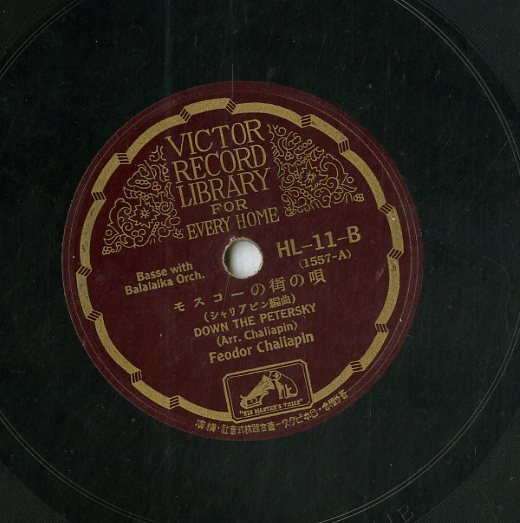 VICTOR
RECORD
LIBRARY
FOR
EVERY HOME
HL-11-B
(1557-A)
Basse with
Balalaika Orch.
モスコーの街の唄
(シャリアピン編曲)
DOWN THE PETERSKY
(Arr. Chaliapin)
Feodor Chaliapin
"HIS MASTER'S VOICE"